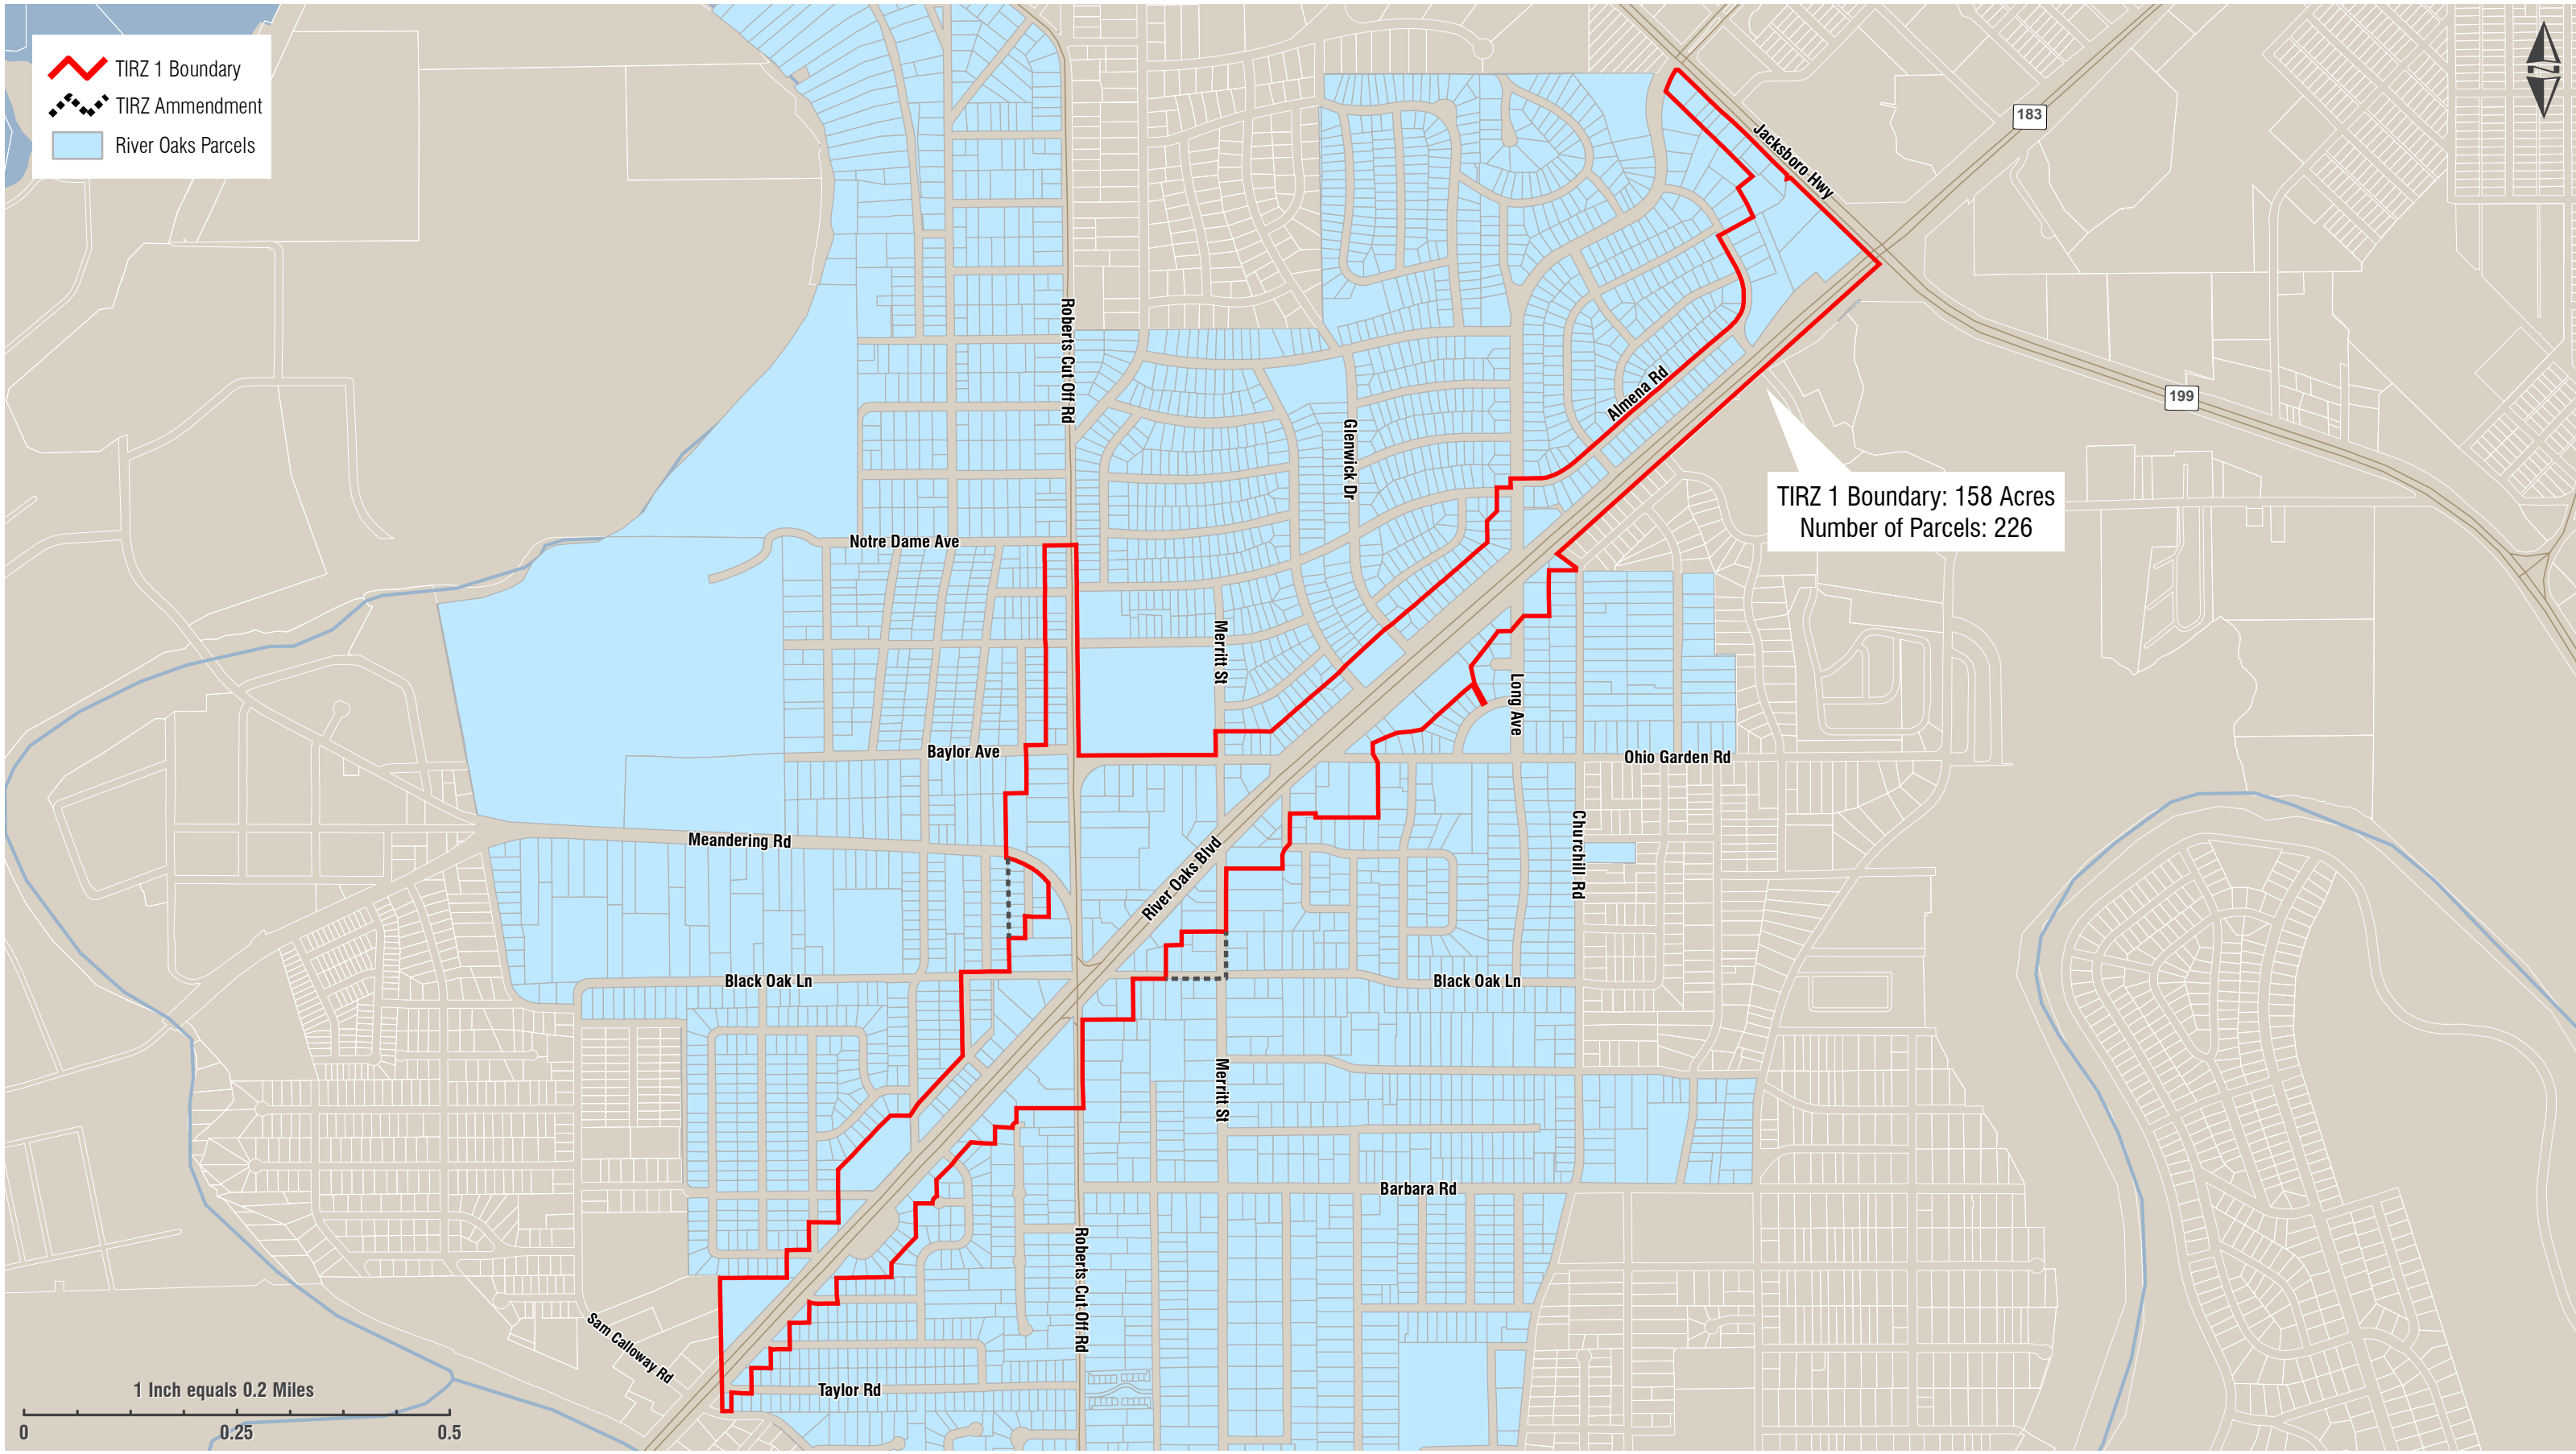 TIRZ 1 Boundary
TIRZ Ammendment
River Oaks Parcels
N
183
Jacksboro Hwy
199
Roberts Cut Off Rd
Almena Rd
Glenwick Dr
TIRZ 1 Boundary: 158 Acres
Number of Parcels: 226
Notre Dame Ave
Merritt St
Long Ave
Baylor Ave
Ohio Garden Rd
Meandering Rd
Churchill Rd
River Oaks Blvd
Black Oak Ln
Black Oak Ln
Merritt St
Barbara Rd
Roberts Cut Off Rd
Sam Calloway Rd
Taylor Rd
1 Inch equals 0.2 Miles
0 0.25 0.5